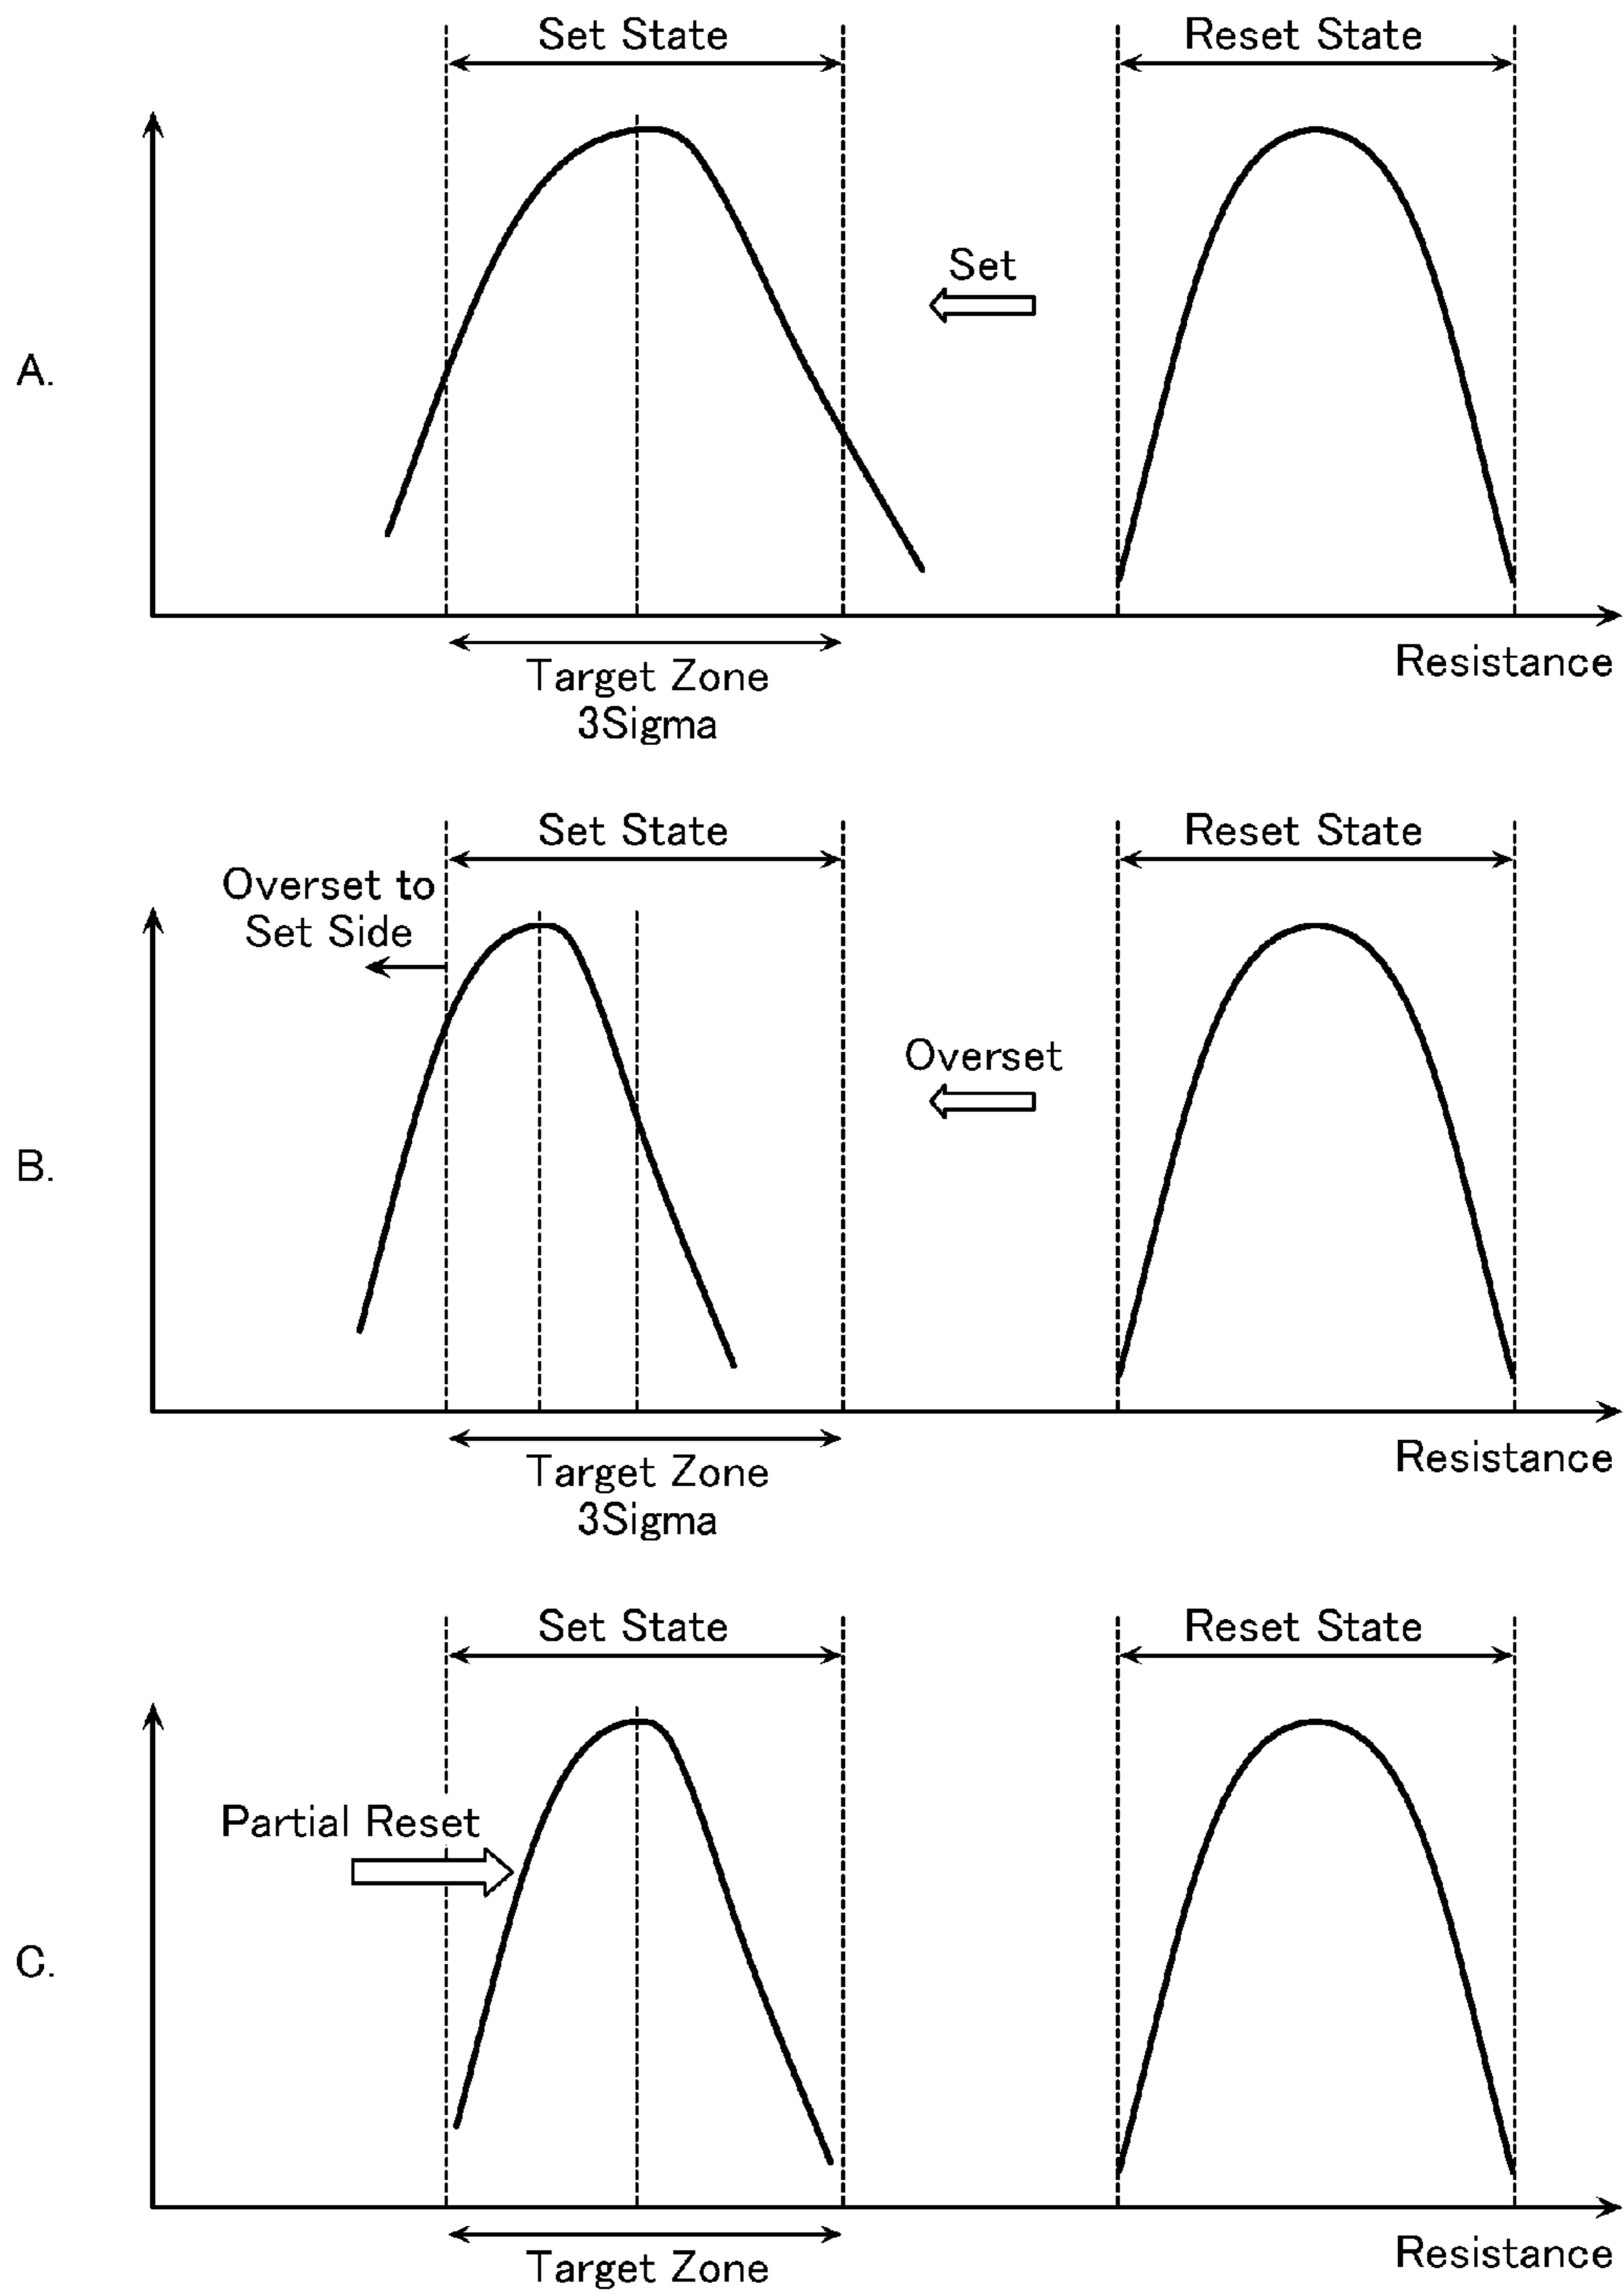 Set State
Reset State
Set
A.
Resistance
Target Zone
3Sigma
Set State
Reset State
Overset to
Set Side
Overset
B.
Resistance
Target Zone
3Sigma
Set State
Reset State
Partial Reset
C.
Resistance
Target Zone